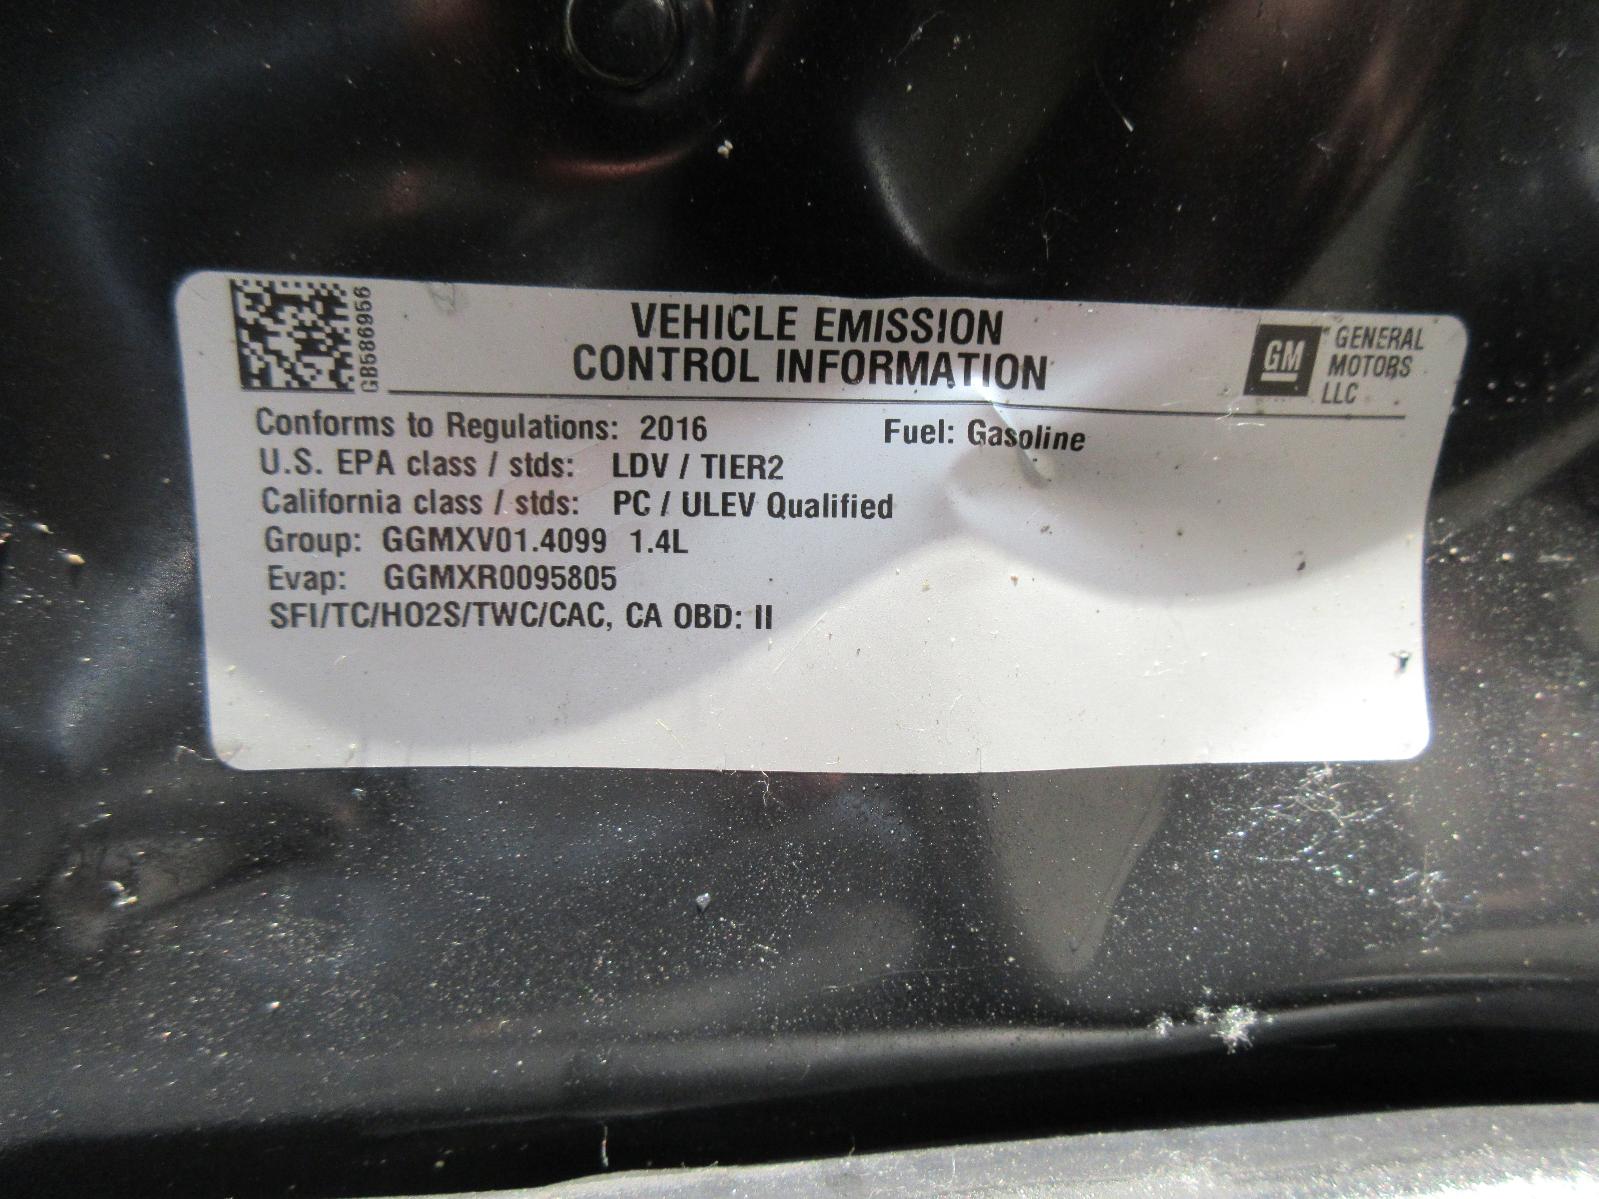 GB586956
VEHICLE EMISSION
CONTROL INFORMATION
GM
GENERAL
MOTORS
LLC
Conforms to Regulations: 2016 Fuel: Gasoline
U.S. EPA class / stds: LDV / TIER2
California class / stds: PC / ULEV Qualified
Group: GGMXV01.4099 1.4L
Evap: GGMXR0095805
SFI/TC/HO2S/TWC/CAC, CA OBD: II